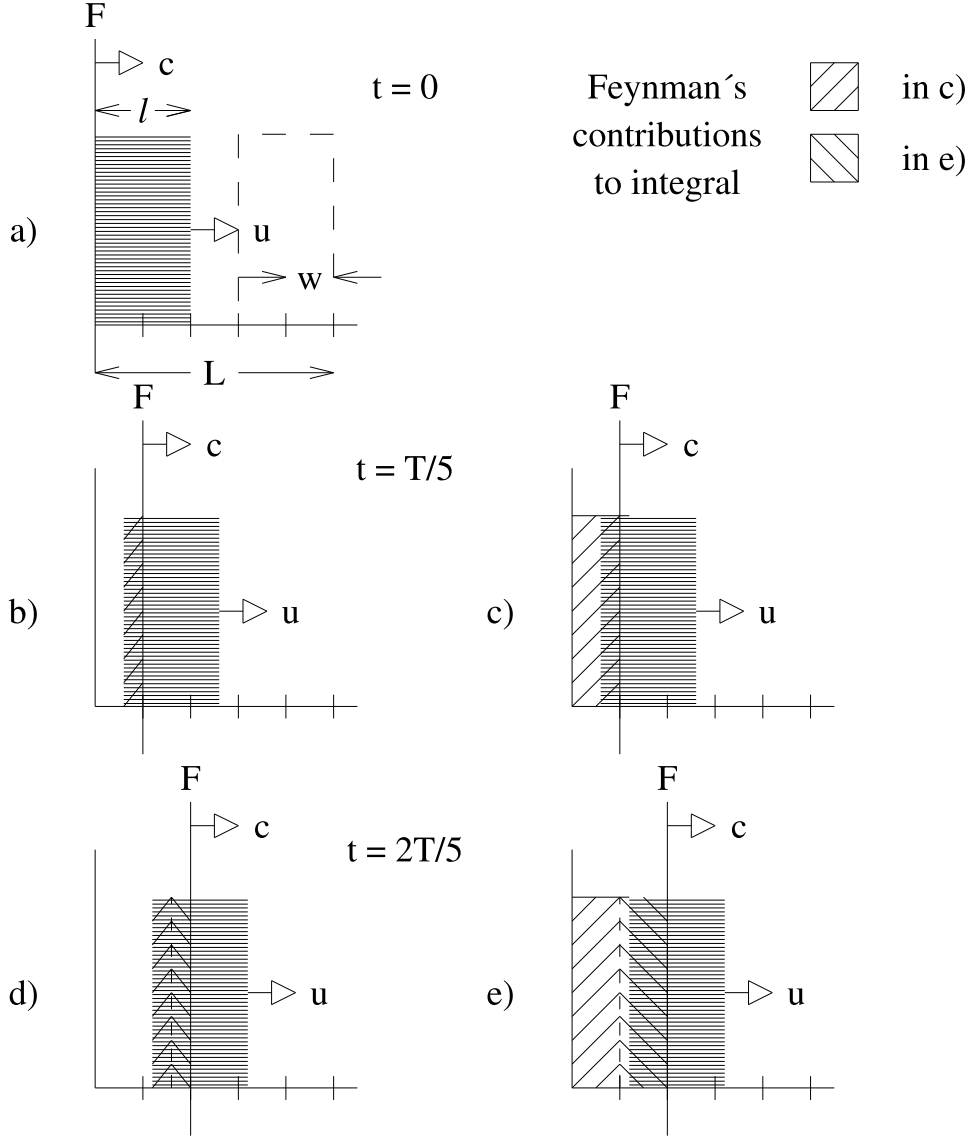 F
c
t = 0
l
a)
u
w
L
Feynman´s
contributions
to integral
in c)
in e)
F
c
t = T/5
b)
u
F
c
c)
u
F
c
t = 2T/5
d)
u
F
c
e)
u